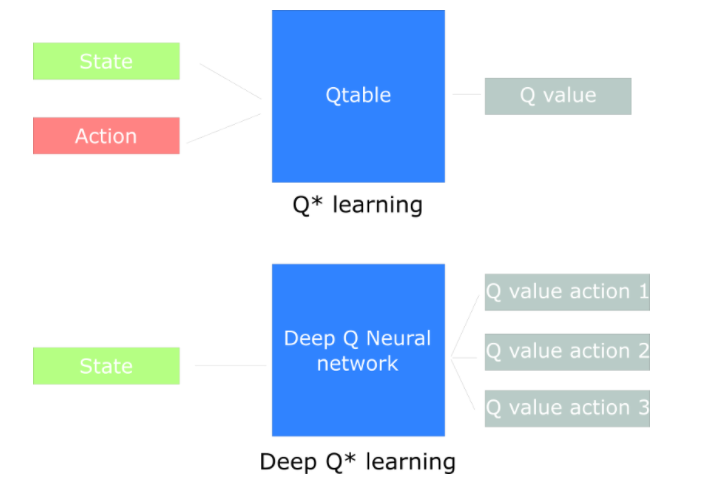 State
Action
Qtable
Q value
Q* learning
State
Deep Q Neural
network
Q value action 1
Q value action 2
Q value action 3
Deep Q* learning